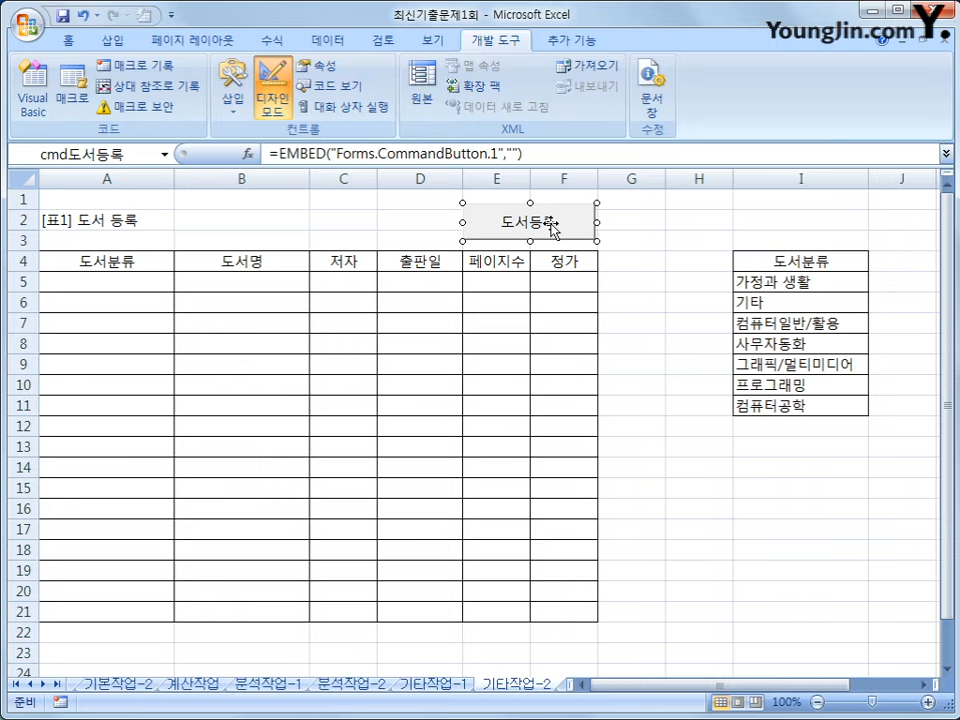 최신기출문제1회 - Microsoft Excel
YoungJin.com Y.
홈 삽입 페이지 레이아웃 수식 데이터 검토 보기 개발 도구 추가 기능
Visual Basic
매크로
매크로 기록
상대 참조로 기록
매크로 보안
코드
삽입
디자인 모드
속성
코드 보기
대화 상자 실행
컨트롤
원본
맵 속성
확장 팩
데이터 새로 고침
가져오기
내보내기
XML
문서 창
수정
cmd도서등록 fx =EMBED("Forms.CommandButton.1","")
A B C D E F G H I J
1
2 [표1] 도서 등록 도서등록
3
4 도서분류 도서명 저자 출판일 페이지수 정가 도서분류
5 가정과 생활
6 기타
7 컴퓨터일반/활용
8 사무자동화
9 그래픽/멀티미디어
10 프로그래밍
11 컴퓨터공학
12
13
14
15
16
17
18
19
20
21
22
23
24
기본작업-2 계산작업 분석작업-1 분석작업-2 기타작업-1 기타작업-2
준비 100%